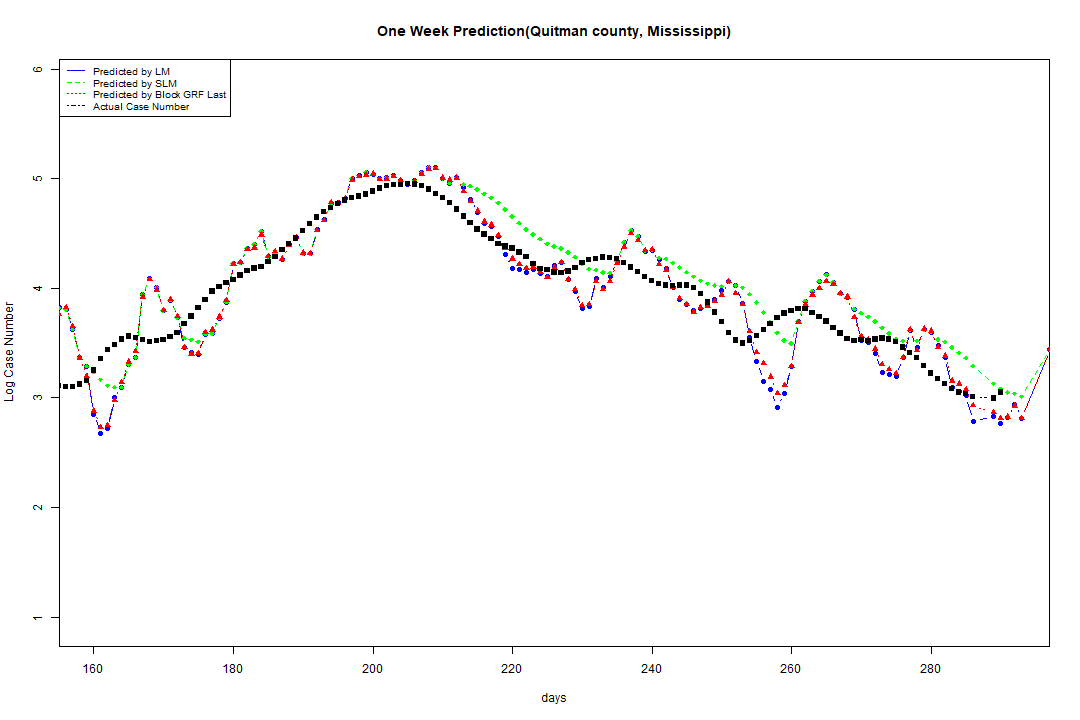 One Week Prediction(Quitman county, Mississippi)
Predicted by LM
Predicted by SLM
Predicted by Block GRF Last
Actual Case Number
6
5
4
3
2
1
Log Case Number
160 180 200 220 240 260 280
days